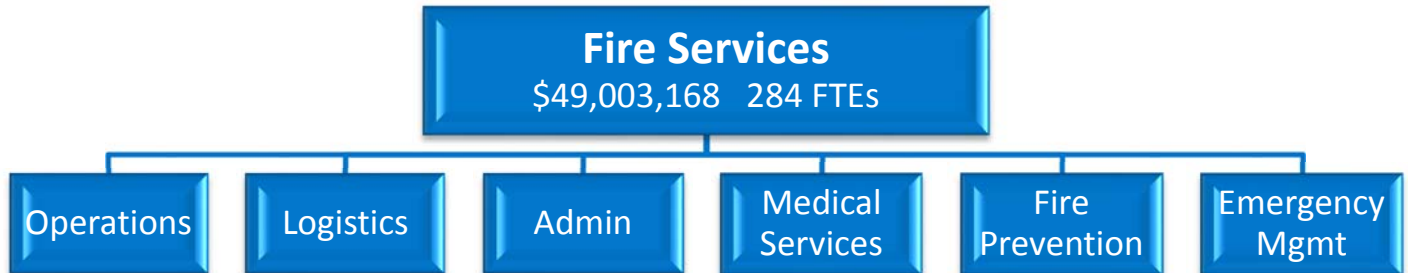 Fire Services
$49,003,168 284 FTEs
Operations
Logistics
Admin
Medical
Services
Fire
Prevention
Emergency
Mgmt